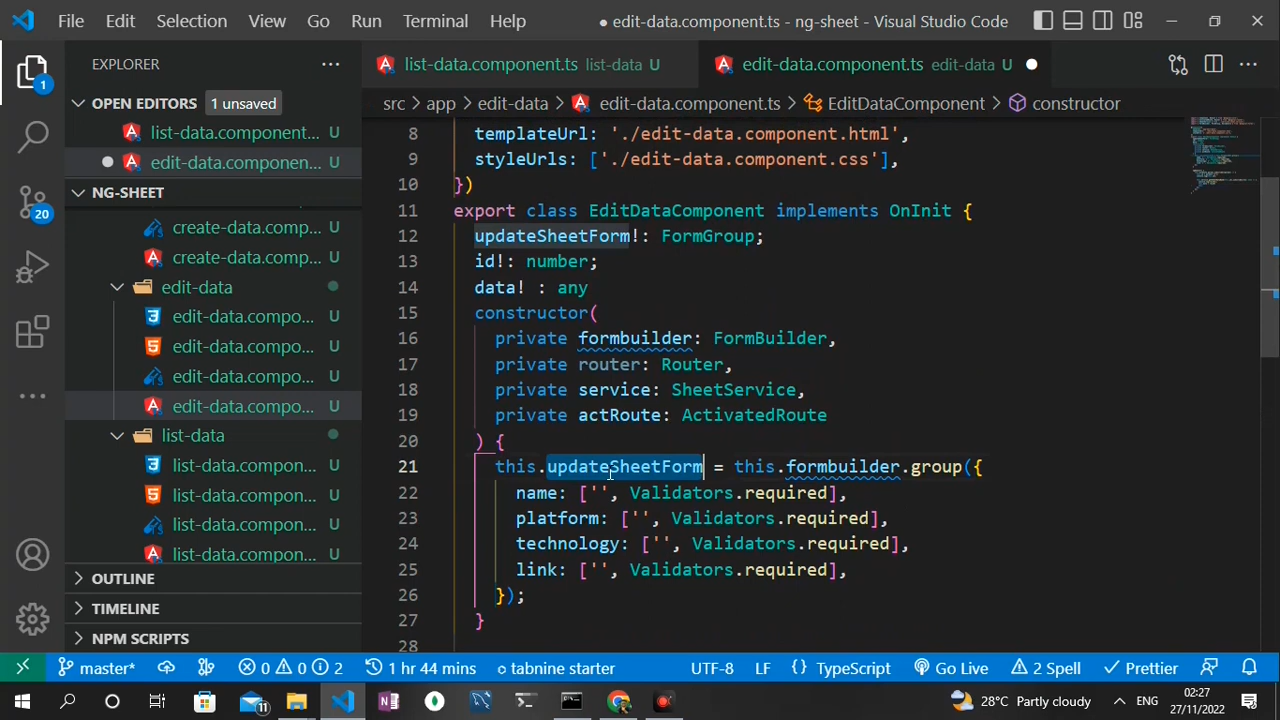 File Edit Selection View Go Run Terminal Help ● edit-data.component.ts - ng-sheet - Visual Studio Code
EXPLORER
OPEN EDITORS 1 unsaved
list-data.component... U
edit-data.componen... U
NG-SHEET
create-data.comp... U
create-data.comp... U
edit-data
edit-data.compo... U
edit-data.compo... U
edit-data.compo... U
edit-data.compo... U
list-data
list-data.compon... U
list-data.compon... U
list-data.compon... U
list-data.compon... U
OUTLINE
TIMELINE
NPM SCRIPTS
1
20
list-data.component.ts list-data U
edit-data.component.ts edit-data U
src > app > edit-data > edit-data.component.ts > EditDataComponent > constructor
8 templateUrl: './edit-data.component.html',
9 styleUrls: ['./edit-data.component.css'],
10 })
11 export class EditDataComponent implements OnInit {
12 updateSheetForm!: FormGroup;
13 id!: number;
14 data! : any
15 constructor(
16 private formbuilder: FormBuilder,
17 private router: Router,
18 private service: SheetService,
19 private actRoute: ActivatedRoute
20 ) {
21 this.updateSheetForm = this.formbuilder.group({
22 name: ['', Validators.required],
23 platform: ['', Validators.required],
24 technology: ['', Validators.required],
25 link: ['', Validators.required],
26 });
27 }
28
master* 0 0 2 1 hr 44 mins tabnine starter UTF-8 LF {} TypeScript Go Live 2 Spell Prettier
11 28°C Partly cloudy ENG 02:27
27/11/2022